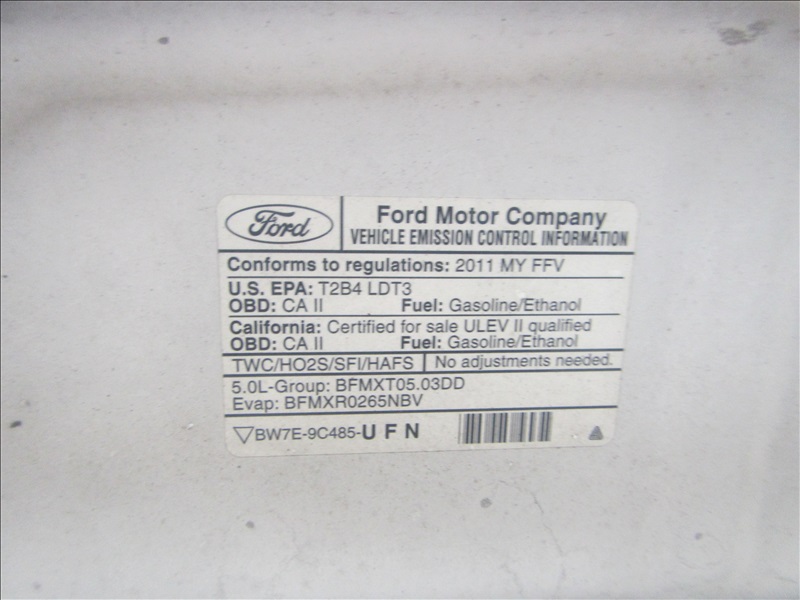 Ford
Ford Motor Company
VEHICLE EMISSION CONTROL INFORMATION
Conforms to regulations: 2011 MY FFV
U.S. EPA: T2B4 LDT3
OBD: CA II Fuel: Gasoline/Ethanol
California: Certified for sale ULEV II qualified
OBD: CA II Fuel: Gasoline/Ethanol
TWC/HO2S/SFI/HAFS No adjustments needed.
5.0L-Group: BFMXT05.03DD
Evap: BFMXR0265NBV
BW7E-9C485-U F N